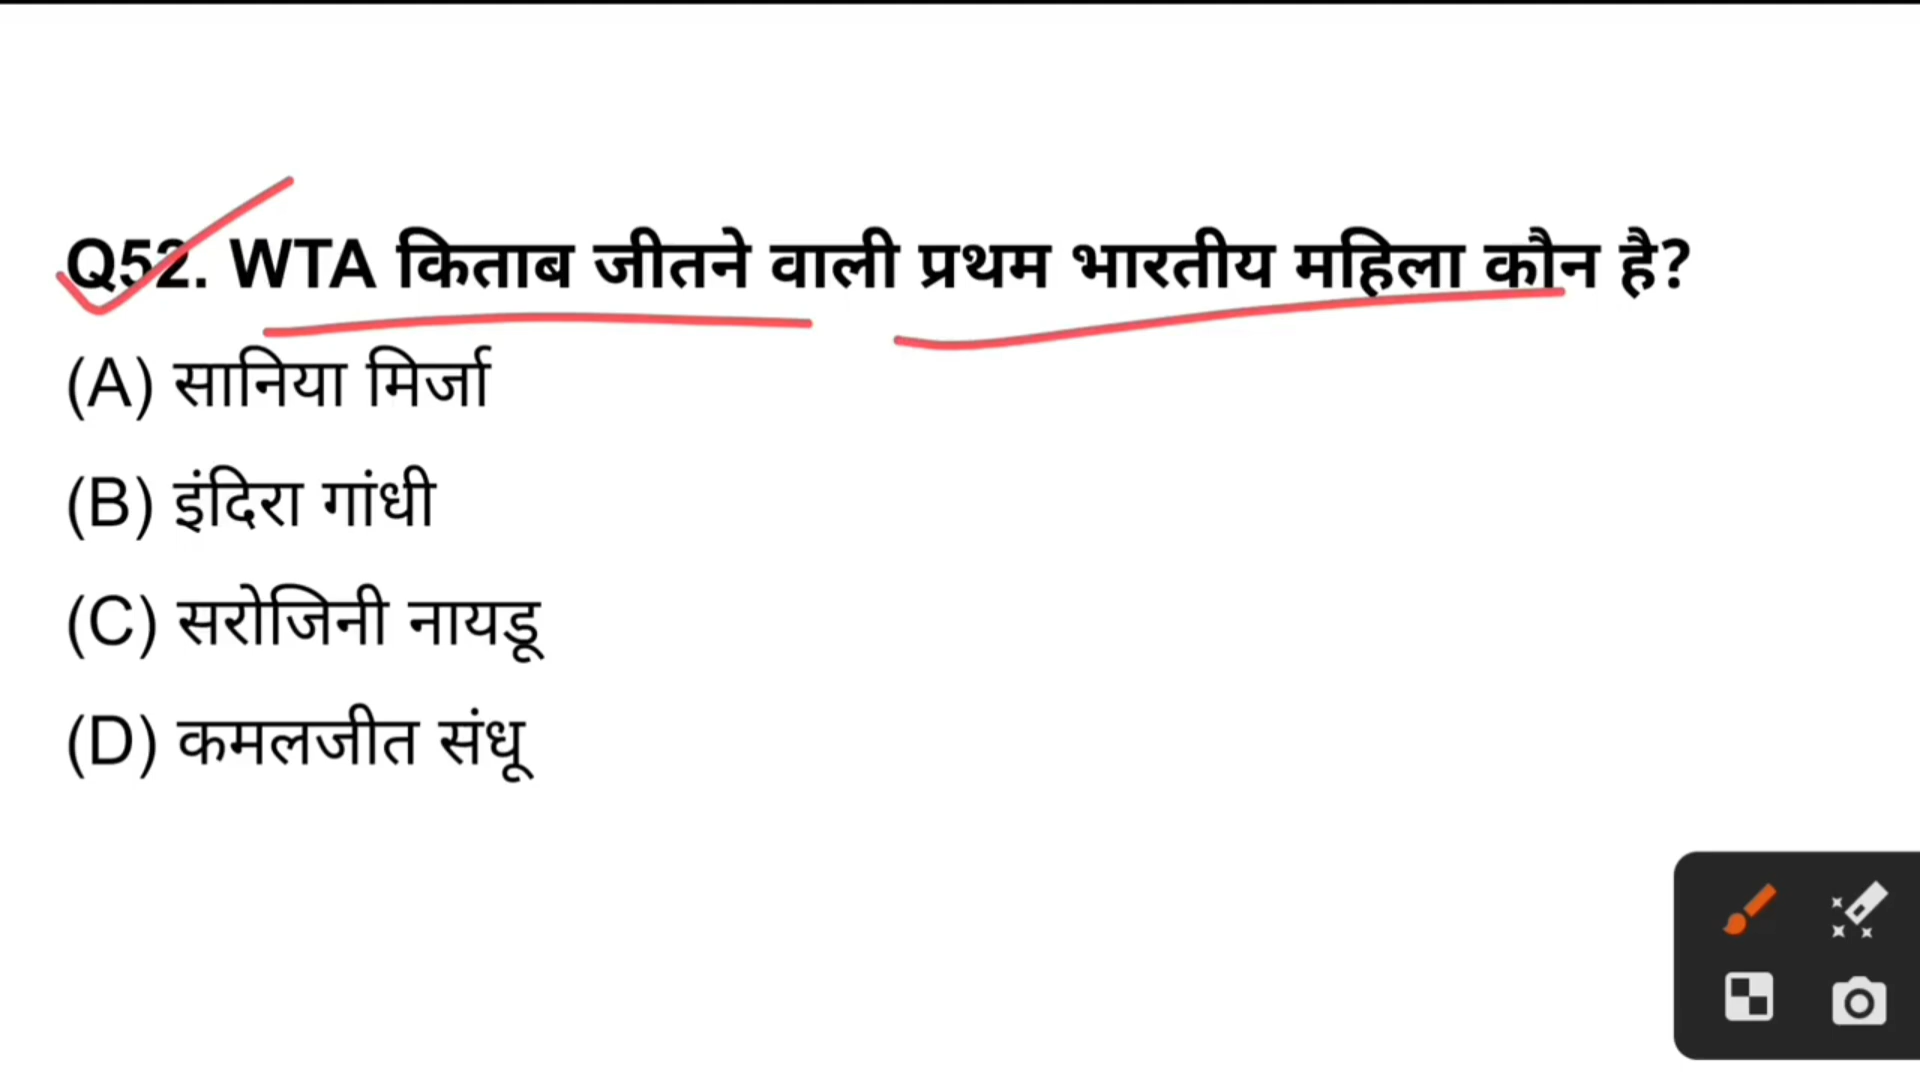 Q52. WTA किताब जीतने वाली प्रथम भारतीय महिला कौन है?
(A) सानिया मिर्जा
(B) इंदिरा गांधी
(C) सरोजिनी नायडू
(D) कमलजीत संधू